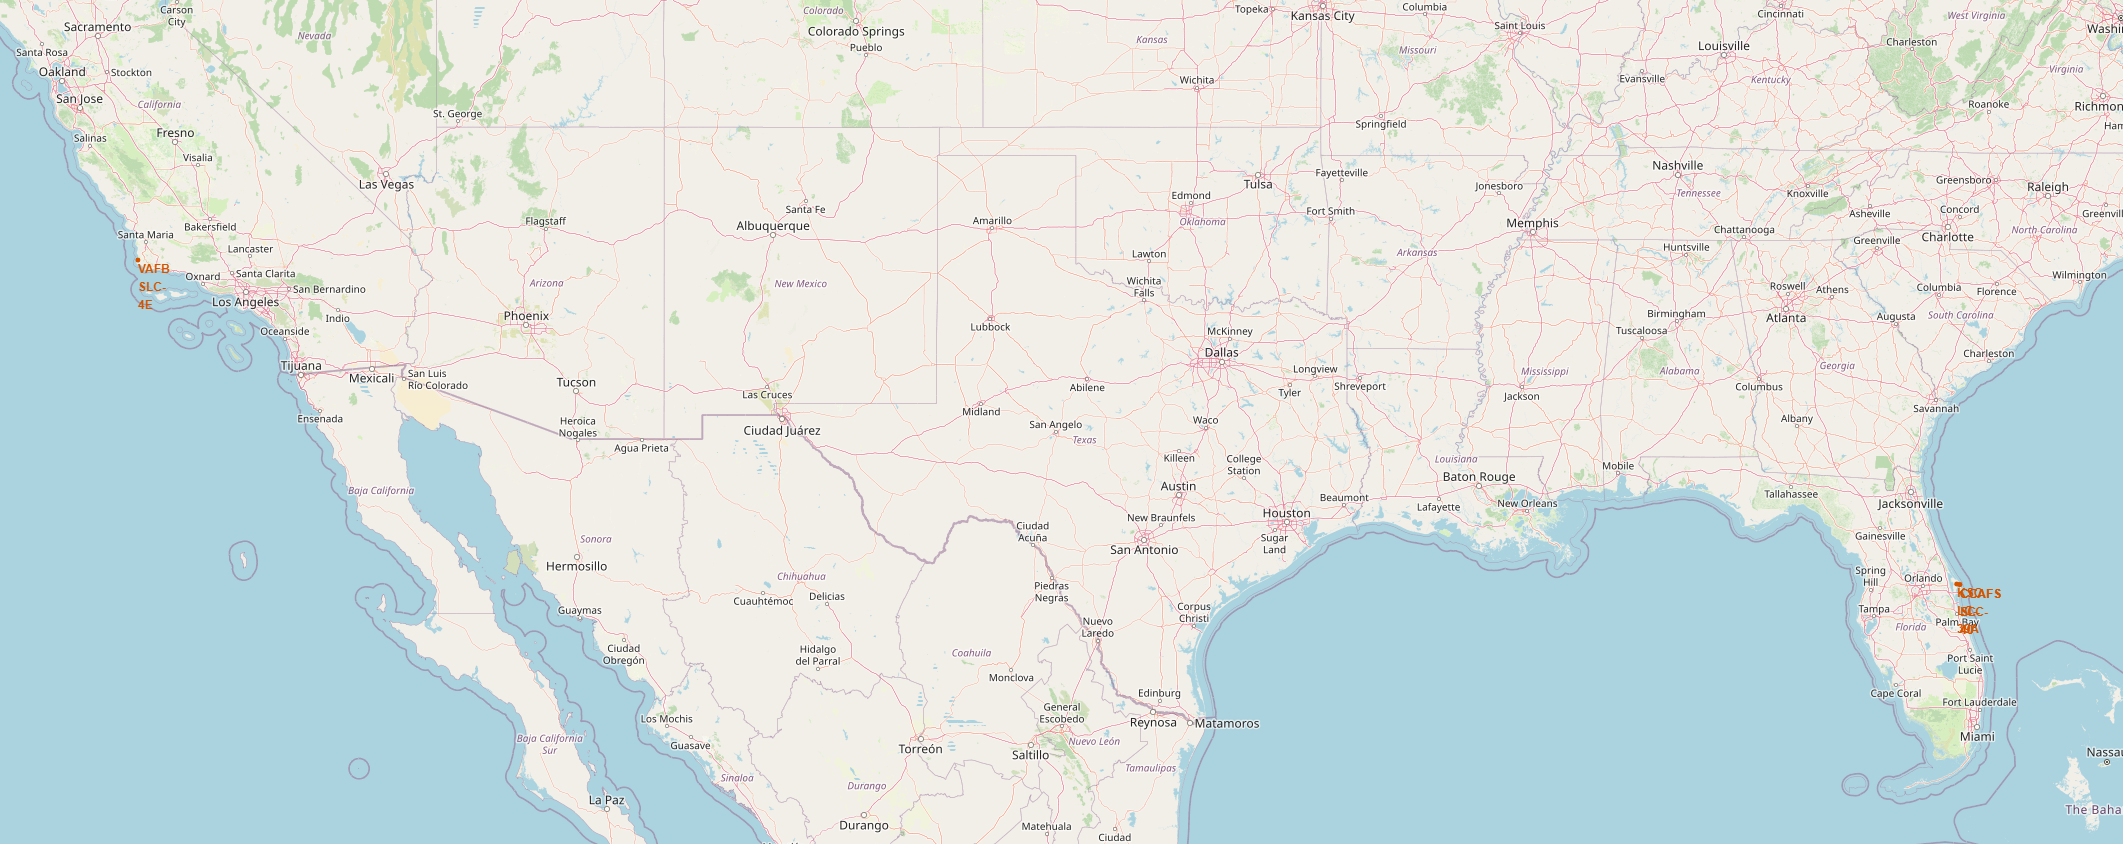 Carson
City
Colorado
Topeka
Kansas City
Columbia
Cincinnati
West Virginia
Sacramento
Nevada
Colorado Springs
Kansas
Saint Louis
Louisville
Charleston
Santa Rosa
Pueblo
Missouri
Oakland
Stockton
Wichita
Evansville
Kentucky
Virginia
San Jose
California
St. George
Roanoke
Salinas
Fresno
Visalia
Springfield
Las Vegas
Tulsa
Fayetteville
Nashville
Jonesboro
Tennessee
Knoxville
Greensboro
Raleigh
Edmond
Oklahoma
Santa Fe
Fort Smith
Memphis
Asheville
Concord
Bakersfield
Flagstaff
Albuquerque
Amarillo
Chattanooga
Charlotte
North Carolina
Santa Maria
Lancaster
Lawton
Arkansas
Huntsville
Greenville
VAFB
SLC-
4E
Oxnard
Santa Clarita
San Bernardino
Arizona
New Mexico
Wichita
Falls
Roswell
Athens
Columbia
Florence
Wilmington
Los Angeles
Indio
Phoenix
Lubbock
McKinney
Birmingham
Atlanta
Augusta
South Carolina
Oceanside
Tuscaloosa
Dallas
Charleston
Tijuana
Mexicali
San Luis
Río Colorado
Tucson
Las Cruces
Abilene
Longview
Tyler
Shreveport
Mississippi
Jackson
Alabama
Columbus
Georgia
Savannah
Ensenada
Heroica
Nogales
Agua Prieta
Ciudad Juárez
Midland
San Angelo
Texas
Waco
Albany
Killeen
College
Station
Louisiana
Baton Rouge
Mobile
Baja California
Austin
Beaumont
Lafayette
New Orleans
Tallahassee
Jacksonville
New Braunfels
Houston
Sugar
Land
San Antonio
Ciudad
Acuña
Gainesville
Sonora
Hermosillo
Chihuahua
Spring
Hill
Orlando
Piedras
Negras
Cuauhtémoc
Delicias
Guaymas
Corpus
Christi
Tampa
Florida
Palm Bay
Nuevo
Laredo
Ciudad
Obregón
Hidalgo
del Parral
Coahuila
Monclova
Port Saint
Lucie
Edinburg
Cape Coral
Fort Lauderdale
Los Mochis
General
Escobedo
Reynosa
Matamoros
Guasave
Baja California
Sur
Torreón
Saltillo
Nuevo León
Miami
Tamaulipas
Sinaloa
Durango
La Paz
Durango
Matehuala
Ciudad